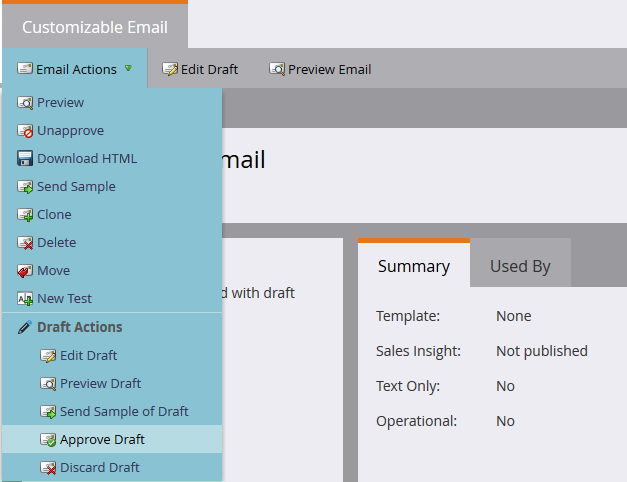 Customizable Email
Email Actions Edit Draft Preview Email
Preview
Unapprove
Download HTML
Send Sample
Clone
Delete
Move
New Test
Draft Actions
Edit Draft
Preview Draft
Send Sample of Draft
Approve Draft
Discard Draft
mail
d with draft
Summary Used By
Template: None
Sales Insight: Not published
Text Only: No
Operational: No